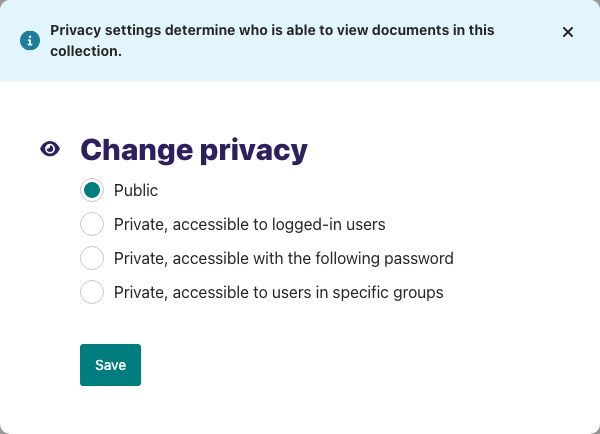 Privacy settings determine who is able to view documents in this
collection.
Change privacy
Public
Private, accessible to logged-in users
Private, accessible with the following password
Private, accessible to users in specific groups
Save